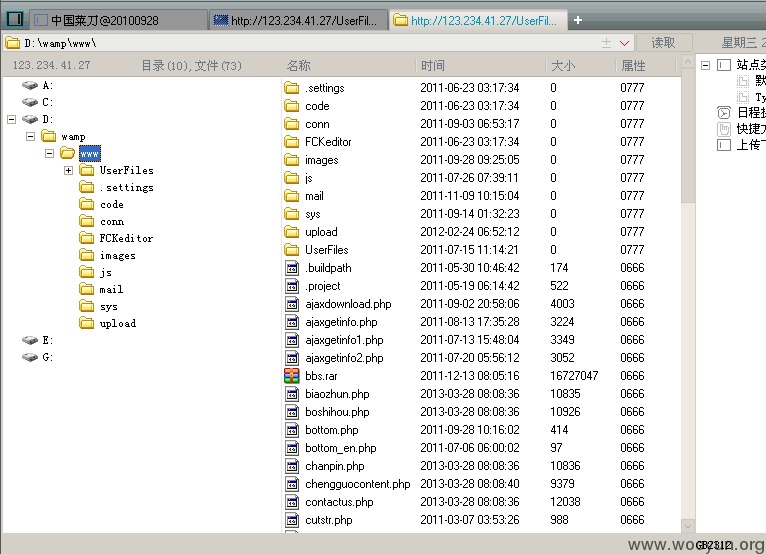 中国菜刀@20100928 http://123.234.41.27/UserFi... http://123.234.41.27/UserFil...
D:\wamp\www\ 读取 星期三 2
123.234.41.27 目录(10),文件(73) 名称 时间 大小 属性
A:
C:
D:
wamp
www
UserFiles
.settings
code
conn
FCKeditor
images
js
mail
sys
upload
E:
G:
.settings 2011-06-23 03:17:34 0 0777
code 2011-06-23 03:17:34 0 0777
conn 2011-09-03 06:53:17 0 0777
FCKeditor 2011-06-23 03:17:34 0 0777
images 2011-09-28 09:25:05 0 0777
js 2011-07-26 07:39:11 0 0777
mail 2011-11-09 10:15:04 0 0777
sys 2011-09-14 01:32:23 0 0777
upload 2012-02-24 06:52:12 0 0777
UserFiles 2011-07-15 11:14:21 0 0777
.buildpath 2011-05-30 10:46:42 174 0666
.project 2011-05-19 06:14:42 522 0666
ajaxdownload.php 2011-09-02 20:58:06 4003 0666
ajaxgetinfo.php 2011-08-13 17:35:28 3224 0666
ajaxgetinfo1.php 2011-07-13 15:48:04 3349 0666
ajaxgetinfo2.php 2011-07-20 05:56:12 3052 0666
bbs.rar 2011-12-13 08:05:16 16727047 0666
biaozhun.php 2013-03-28 08:08:36 10835 0666
boshihou.php 2013-03-28 08:08:36 10926 0666
bottom.php 2011-09-28 10:16:02 414 0666
bottom_en.php 2011-07-06 06:00:02 97 0666
chanpin.php 2013-03-28 08:08:36 10836 0666
chengguocontent.php 2013-03-28 08:08:40 9379 0666
contactus.php 2013-03-28 08:08:36 12038 0666
cutstr.php 2011-03-07 03:53:26 988 0666
站点类
默
Ty
日程提
快捷方
上传下
GB2312
www.wooyun.org